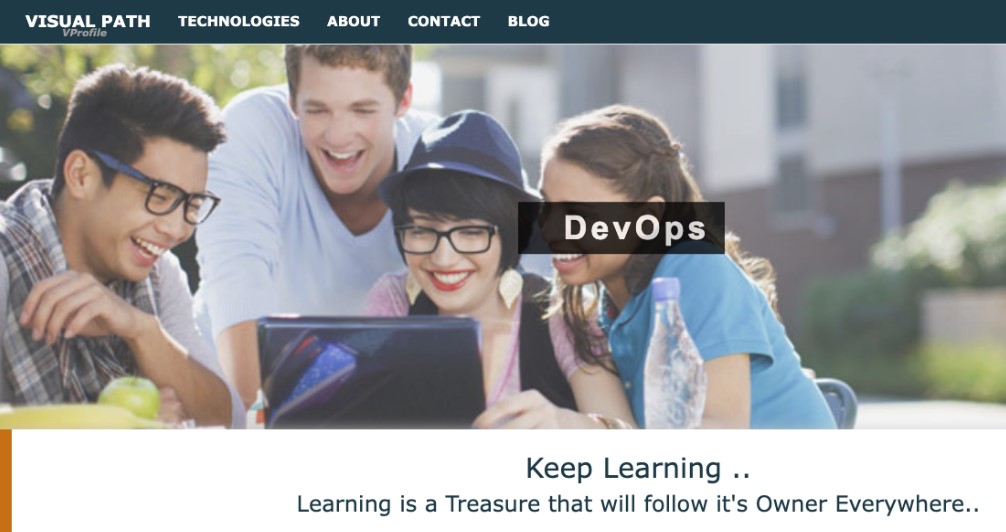 VISUAL PATH TECHNOLOGIES ABOUT CONTACT BLOG
VProfile
DevOps
Keep Learning ..
Learning is a Treasure that will follow it's Owner Everywhere..